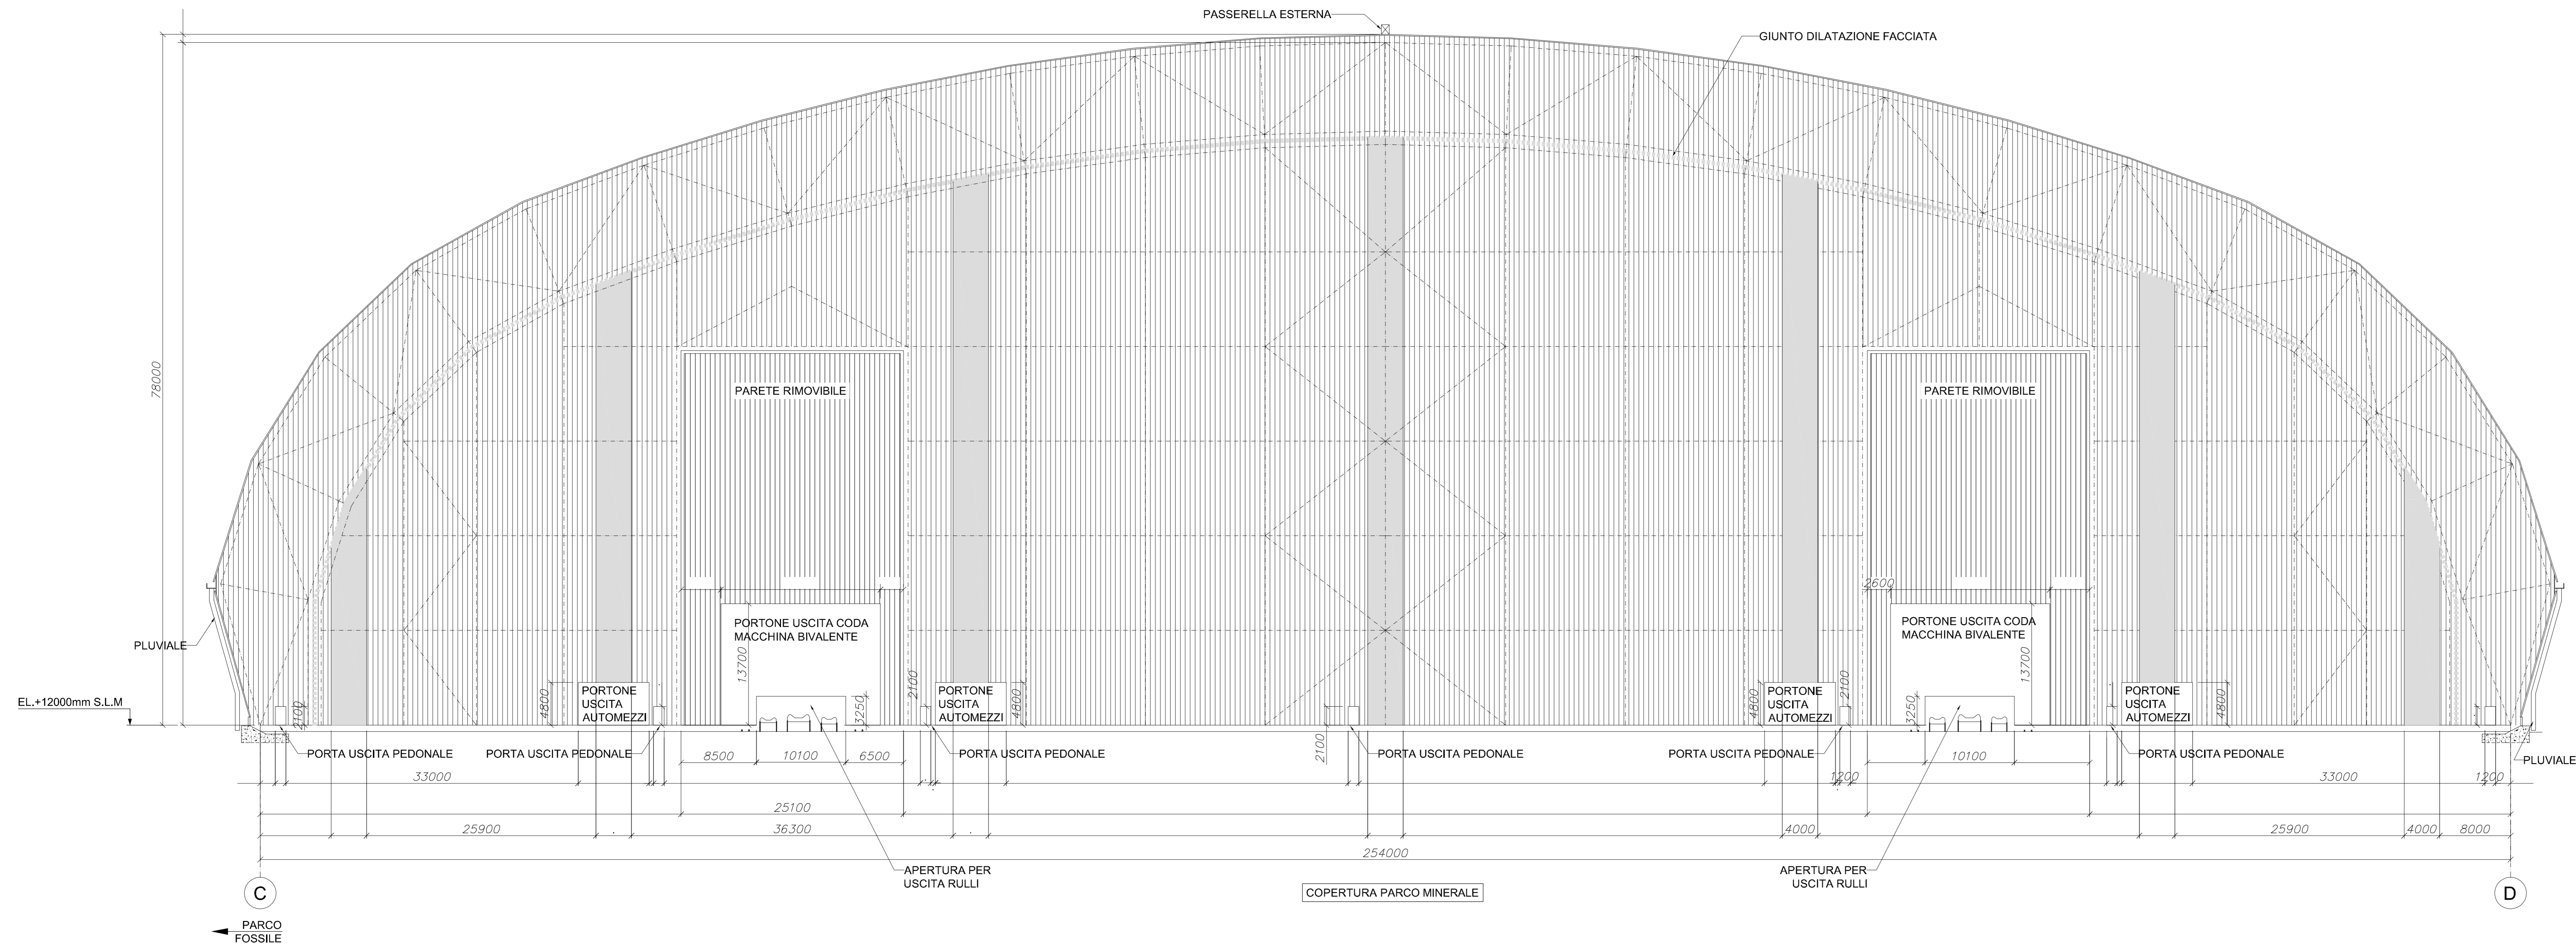 PASSERELLA ESTERNA
GIUNTO DILATAZIONE FACCIATA
78000
PARETE RIMOVIBILE
PARETE RIMOVIBILE
2600
PORTONE USCITA CODA
MACCHINA BIVALENTE
13700
PORTONE USCITA CODA
MACCHINA BIVALENTE
13700
PLUVIALE
EL.+12000mm S.L.M
2100
4800
PORTONE
USCITA
AUTOMEZZI
3250
2100
PORTONE
USCITA
AUTOMEZZI
4800
2100
4800
PORTONE
USCITA
AUTOMEZZI
2100
3250
PORTONE
USCITA
AUTOMEZZI
4800
PORTA USCITA PEDONALE
PORTA USCITA PEDONALE
8500
10100
6500
PORTA USCITA PEDONALE
PORTA USCITA PEDONALE
PORTA USCITA PEDONALE
10100
PORTA USCITA PEDONALE
PLUVIALE
33000
1200
33000
1200
25100
25900
36300
4000
25900
4000
8000
254000
APERTURA PER
USCITA RULLI
APERTURA PER
USCITA RULLI
C
COPERTURA PARCO MINERALE
D
PARCO
FOSSILE